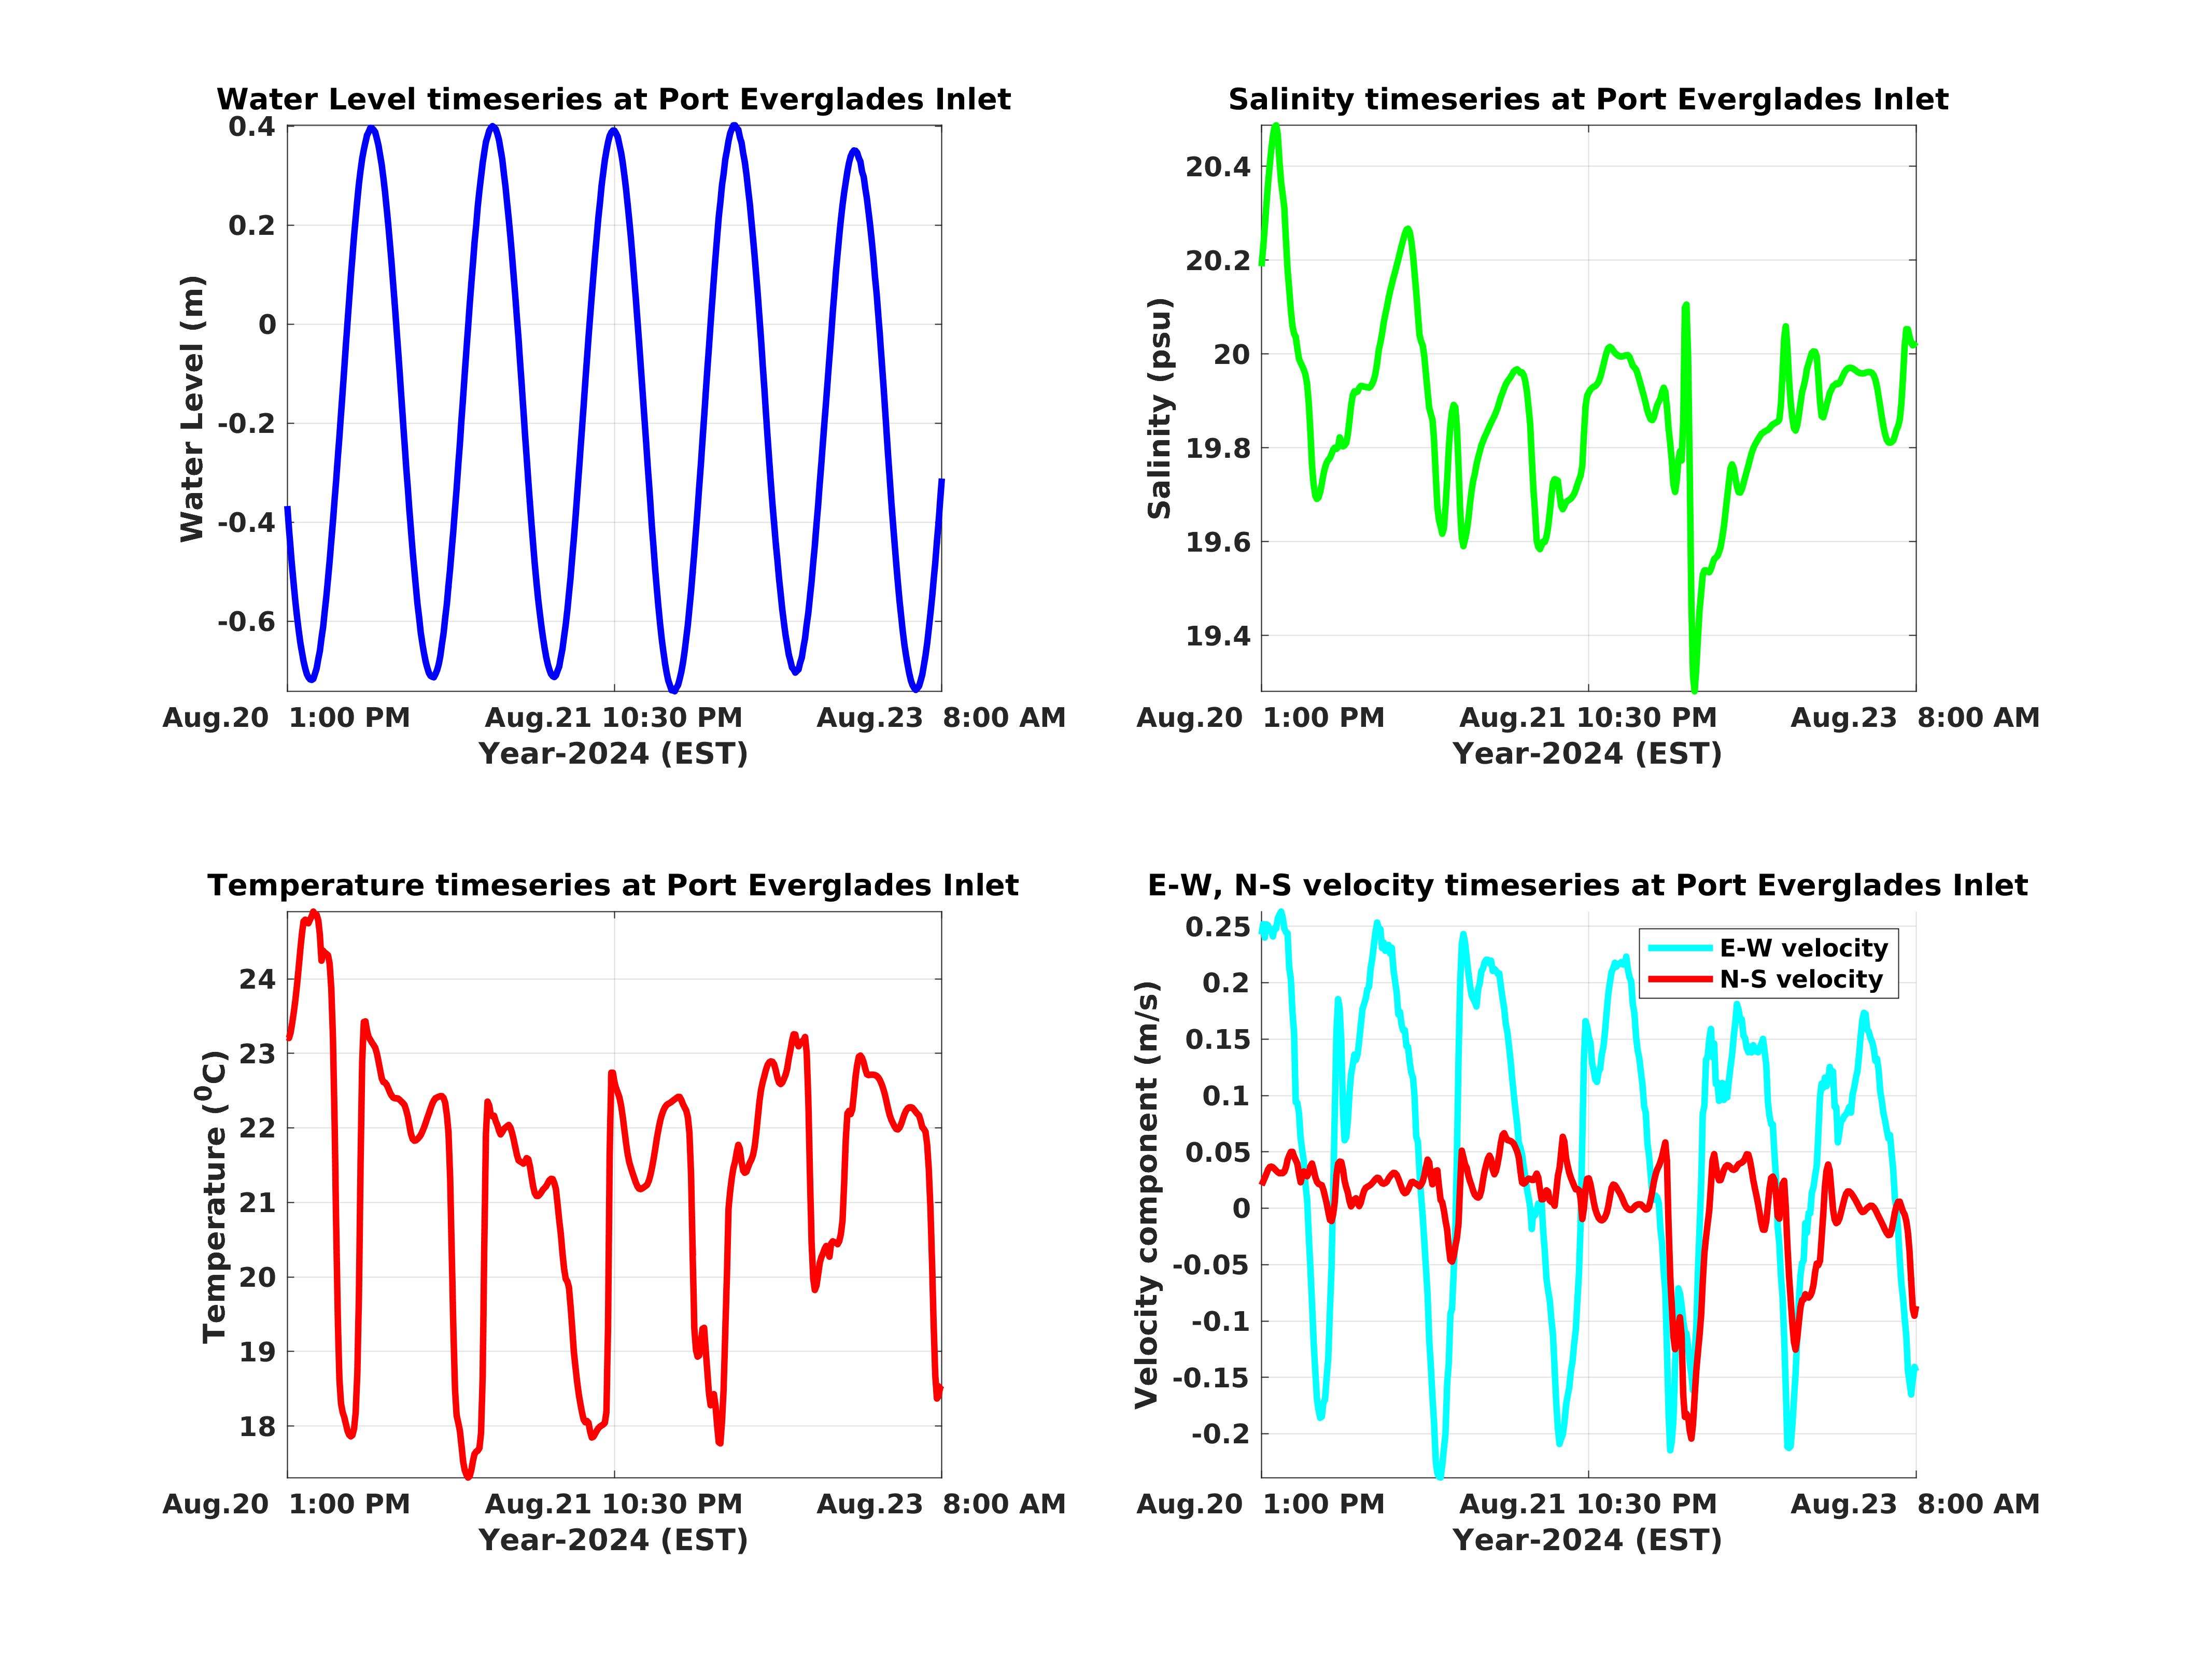 Water Level timeseries at Port Everglades Inlet
0.4
0.2
0
-0.2
-0.4
-0.6
Water Level (m)
Aug.20 1:00 PM
Aug.21 10:30 PM
Aug.23 8:00 AM
Year-2024 (EST)
Salinity timeseries at Port Everglades Inlet
20.4
20.2
20
19.8
19.6
19.4
Salinity (psu)
Aug.20 1:00 PM
Aug.21 10:30 PM
Aug.23 8:00 AM
Year-2024 (EST)
Temperature timeseries at Port Everglades Inlet
24
23
22
21
20
19
18
Temperature (⁰C)
Aug.20 1:00 PM
Aug.21 10:30 PM
Aug.23 8:00 AM
Year-2024 (EST)
E-W, N-S velocity timeseries at Port Everglades Inlet
E-W velocity
N-S velocity
0.25
0.2
0.15
0.1
0.05
0
-0.05
-0.1
-0.15
-0.2
Velocity component (m/s)
Aug.20 1:00 PM
Aug.21 10:30 PM
Aug.23 8:00 AM
Year-2024 (EST)